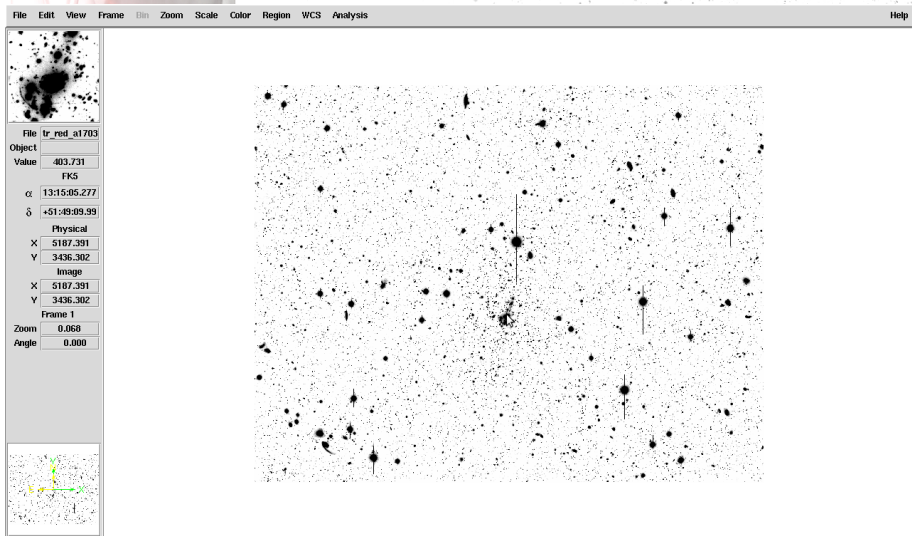 File Edit View Frame Bin Zoom Scale Color Region WCS Analysis Help
File tr_red_a1703
Object
Value 403.731
FK5
α 13:15:05.277
δ +51:49:09.99
Physical
X 5187.391
Y 3436.302
Image
X 5187.391
Y 3436.302
Frame 1
Zoom 0.068
Angle 0.000